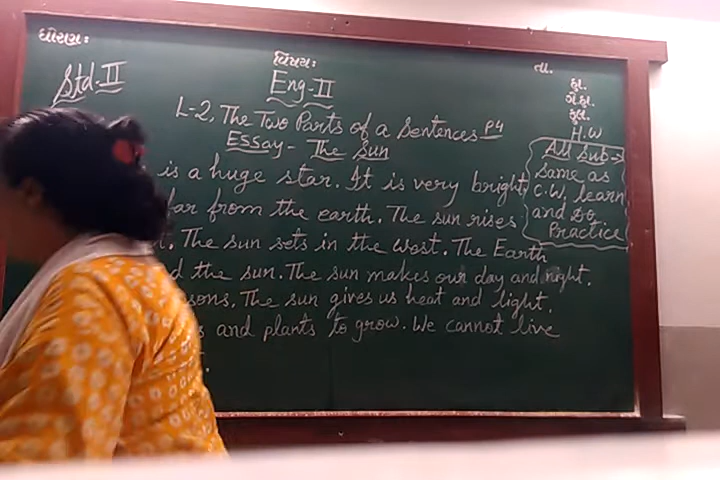 ધોરણઃ
વિષયઃ
તા.
Std-II
Eng-II
હા.
ગે.હા.
કુલ.
L-2. The Two Parts of a Sentences P4
H.W
Essay- The Sun
All sub→
same as
C.W, learn
and do
Practice
is a huge star. It is very bright,
far from the earth. The sun rises
The sun sets in the west. The Earth
the sun. The sun makes our day and night.
The sun gives us heat and light.
and plants to grow. We cannot live